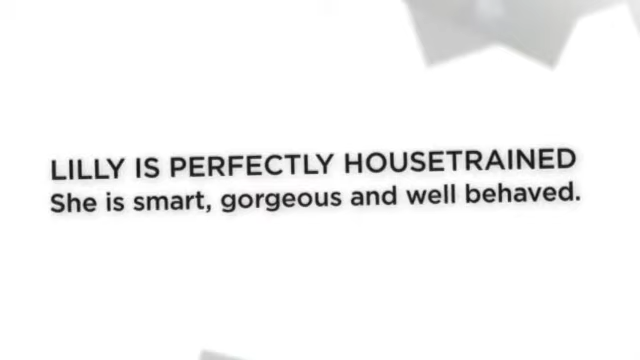 LILLY IS PERFECTLY HOUSETRAINED
She is smart, gorgeous and well behaved.